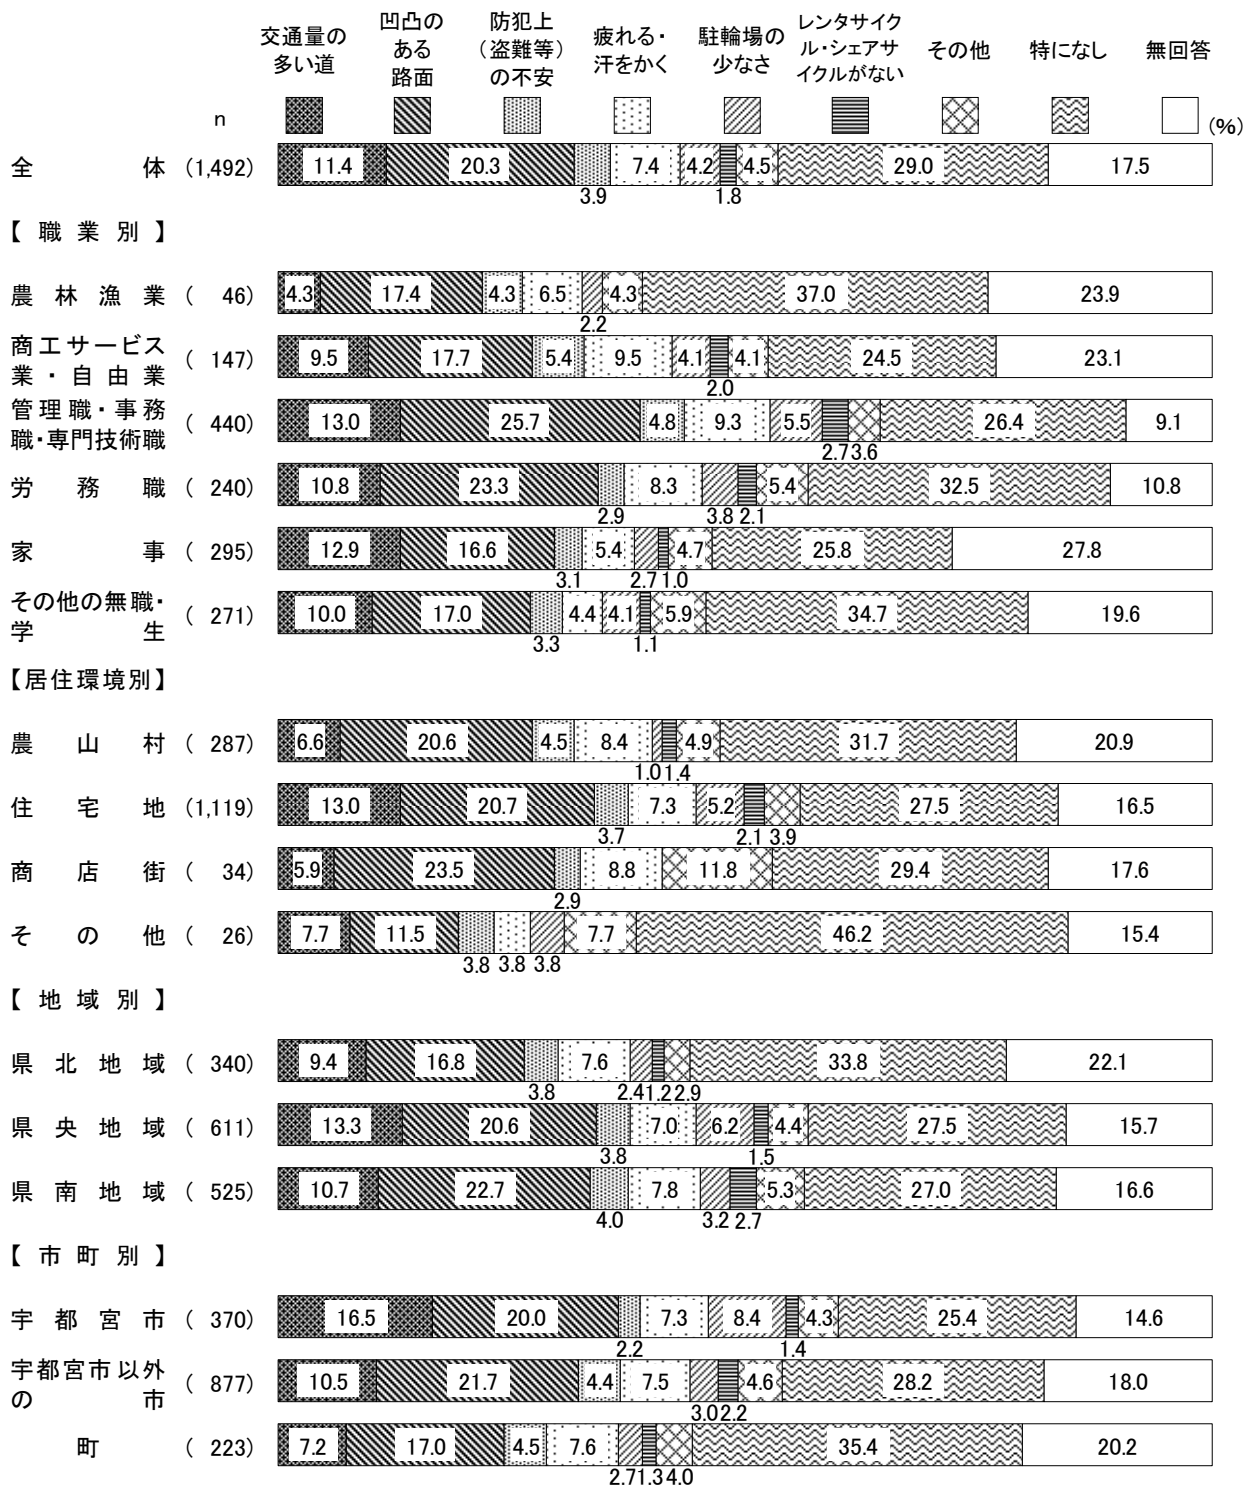 交通量の
多い道
凹凸の
ある
路面
防犯上
（盗難等）
の不安
疲れる・
汗をかく
駐輪場の
少なさ
レンタサイク
ル・シェアサ
イクルがない
その他
特になし
無回答
n
(%)
全 体 (1,492) 11.4 20.3 7.4 4.2 4.5 29.0 17.5
3.9 1.8
【 職 業 別 】
農 林 漁 業 ( 46) 4.3 17.4 4.3 6.5 4.3 37.0 23.9
2.2
商工サービス
業 ・ 自 由 業
( 147) 9.5 17.7 5.4 9.5 4.1 4.1 24.5 23.1
2.0
管理職・事務
職・専門技術職
( 440) 13.0 25.7 4.8 9.3 5.5 26.4 9.1
2.7 3.6
労 務 職 ( 240) 10.8 23.3 8.3 5.4 32.5 10.8
2.9 3.8 2.1
家 事 ( 295) 12.9 16.6 5.4 4.7 25.8 27.8
3.1 2.7 1.0
その他の無職・
学 生
( 271) 10.0 17.0 4.4 4.1 5.9 34.7 19.6
3.3 1.1
【居住環境別】
農 山 村 ( 287) 6.6 20.6 4.5 8.4 4.9 31.7 20.9
1.0 1.4
住 宅 地 (1,119) 13.0 20.7 7.3 5.2 27.5 16.5
3.7 2.1 3.9
商 店 街 ( 34) 5.9 23.5 8.8 11.8 29.4 17.6
2.9
そ の 他 ( 26) 7.7 11.5 7.7 46.2 15.4
3.8 3.8 3.8
【 地 域 別 】
県 北 地 域 ( 340) 9.4 16.8 7.6 33.8 22.1
3.8 2.4 1.2 2.9
県 央 地 域 ( 611) 13.3 20.6 7.0 6.2 4.4 27.5 15.7
3.8 1.5
県 南 地 域 ( 525) 10.7 22.7 7.8 5.3 27.0 16.6
4.0 3.2 2.7
【 市 町 別 】
宇 都 宮 市 ( 370) 16.5 20.0 7.3 8.4 4.3 25.4 14.6
2.2 1.4
宇都宮市以外
の 市
( 877) 10.5 21.7 4.4 7.5 4.6 28.2 18.0
3.0 2.2
町 ( 223) 7.2 17.0 4.5 7.6 35.4 20.2
2.7 1.3 4.0